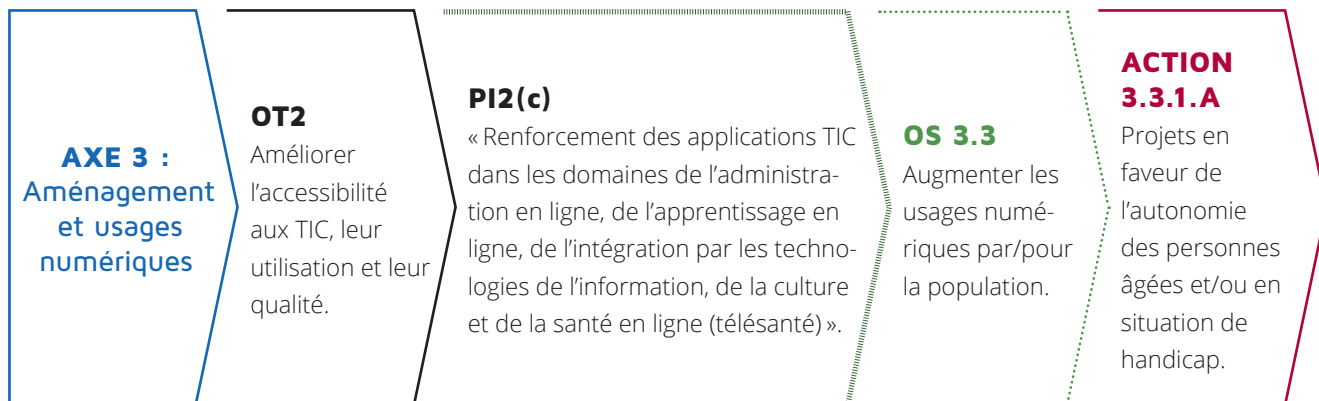 AXE 3 :
Aménagement
et usages
numériques
OT2
Améliorer
l’accessibilité
aux TIC, leur
utilisation et leur
qualité.
PI2(c)
« Renforcement des applications TIC
dans les domaines de l’administra-
tion en ligne, de l’apprentissage en
ligne, de l’intégration par les techno-
logies de l’information, de la culture
et de la santé en ligne (télésanté) ».
OS 3.3
Augmenter les
usages numé-
riques par/pour
la population.
ACTION
3.3.1.A
Projets en
faveur de
l’autonomie
des personnes
âgées et/ou en
situation de
handicap.